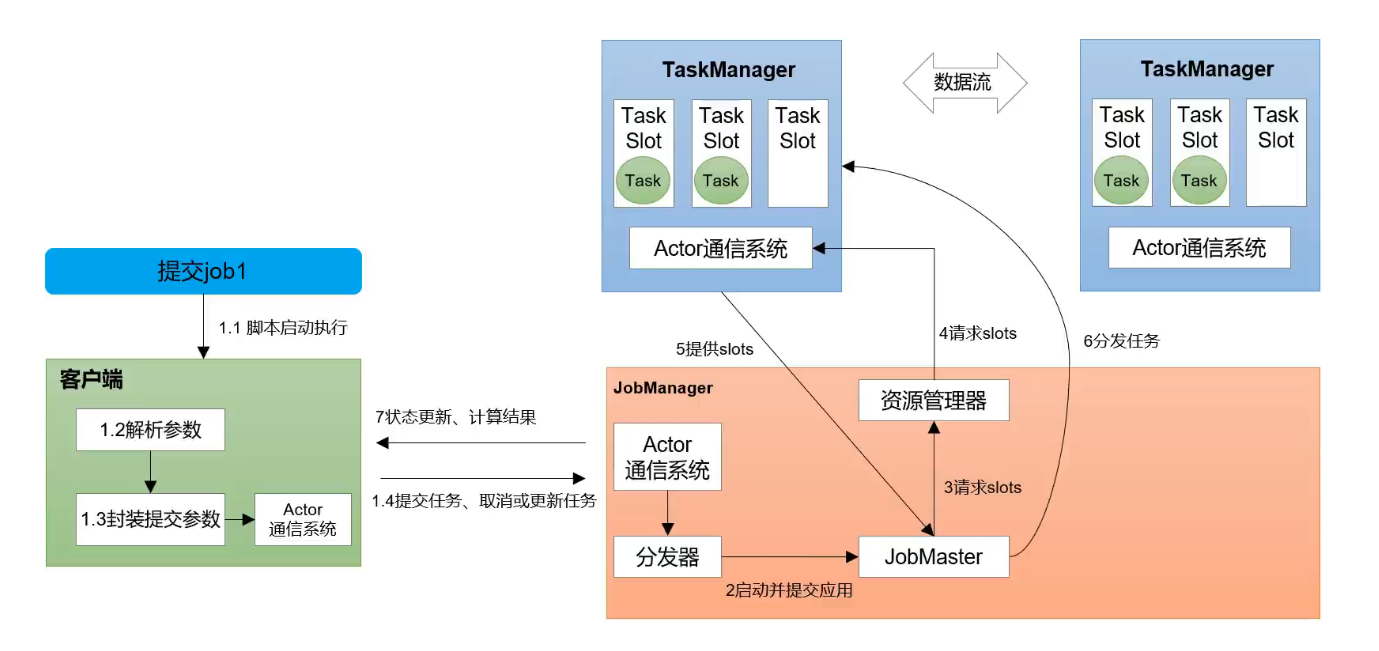 提交job1
1.1 脚本启动执行
客户端
1.2解析参数
1.3封装提交参数
Actor
通信系统
7状态更新、计算结果
1.4提交任务、取消或更新任务
TaskManager
Task
Slot
Task
Task
Slot
Task
Task
Slot
Actor通信系统
数据流
TaskManager
Task
Slot
Task
Task
Slot
Task
Task
Slot
Actor通信系统
5提供slots
4请求slots
6分发任务
JobManager
资源管理器
Actor
通信系统
3请求slots
分发器
JobMaster
2启动并提交应用